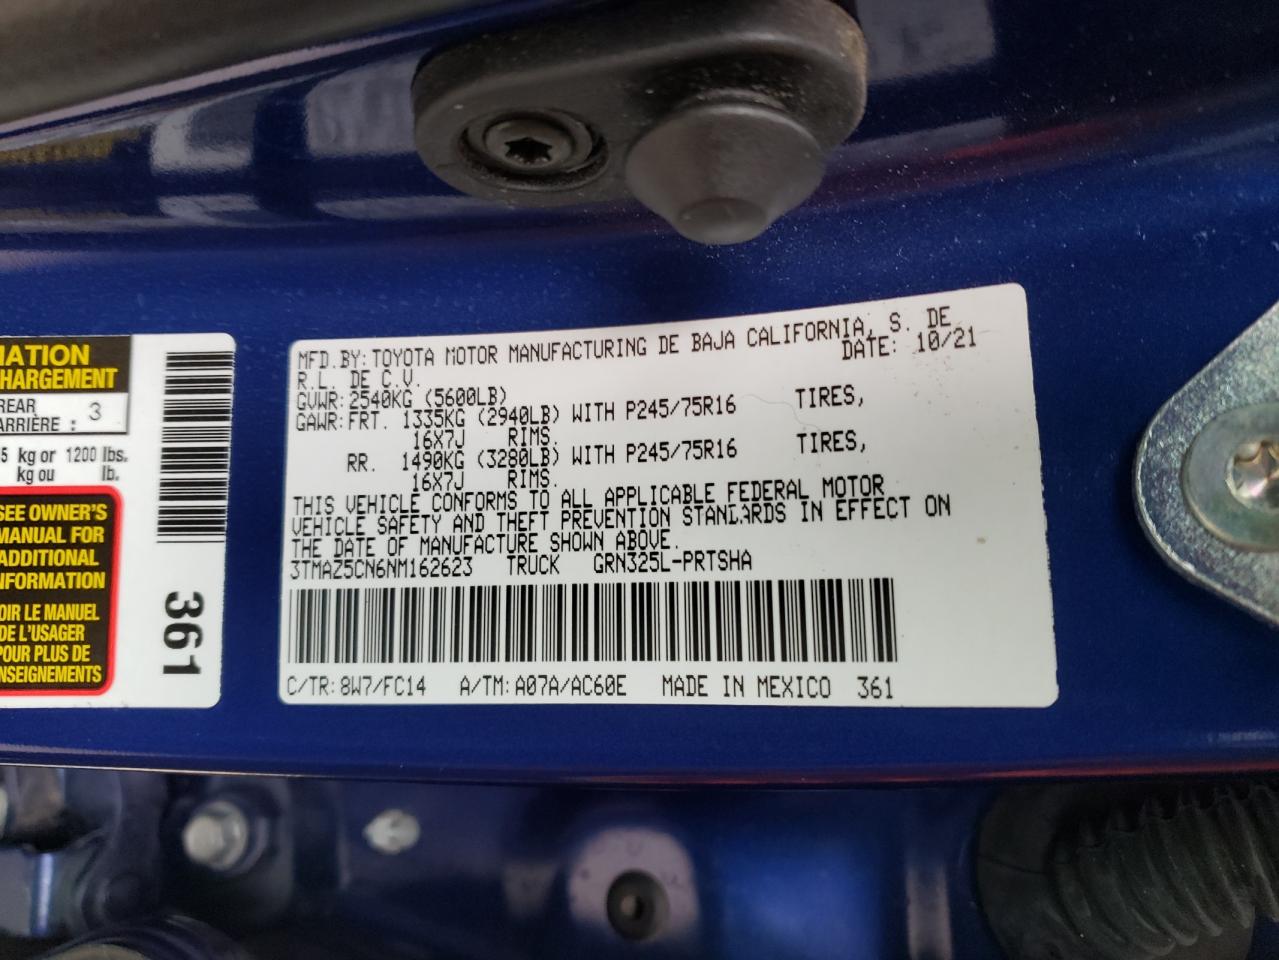 MATION
CHARGEMENT
REAR
ARRIÈRE : 3
5 kg or 1200 lbs.
kg ou lb.
SEE OWNER'S
MANUAL FOR
ADDITIONAL
INFORMATION
VOIR LE MANUEL
DE L'USAGER
POUR PLUS DE
RENSEIGNEMENTS
361
MFD.BY: TOYOTA MOTOR MANUFACTURING DE BAJA CALIFORNIA, S. DE
R.L. DE C.V. DATE: 10/21
GVWR: 2540KG (5600LB)
GAWR: FRT. 1335KG (2940LB) WITH P245/75R16 TIRES,
16X7J RIMS.
RR. 1490KG (3280LB) WITH P245/75R16 TIRES,
16X7J RIMS.
THIS VEHICLE CONFORMS TO ALL APPLICABLE FEDERAL MOTOR
VEHICLE SAFETY AND THEFT PREVENTION STANDARDS IN EFFECT ON
THE DATE OF MANUFACTURE SHOWN ABOVE.
3TMAZ5CN6NM162623 TRUCK GRN325L-PRTSHA
C/TR: 8W7/FC14 A/TM: A07A/AC60E MADE IN MEXICO 361